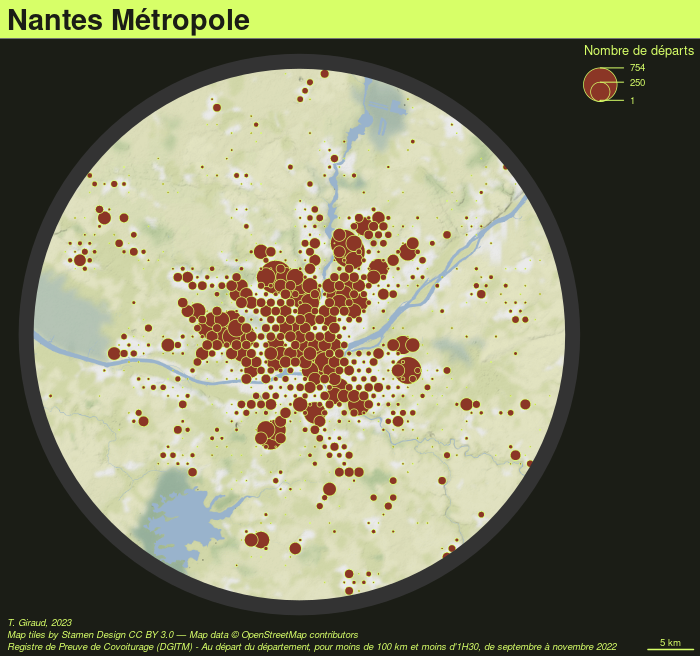 Nantes Métropole
Nombre de départs
754
250
1
T. Giraud, 2023
Map tiles by Stamen Design CC BY 3.0 — Map data © OpenStreetMap contributors
Registre de Preuve de Covoiturage (DGITM) - Au départ du département, pour moins de 100 km et moins d'1H30, de septembre à novembre 2022
5 km